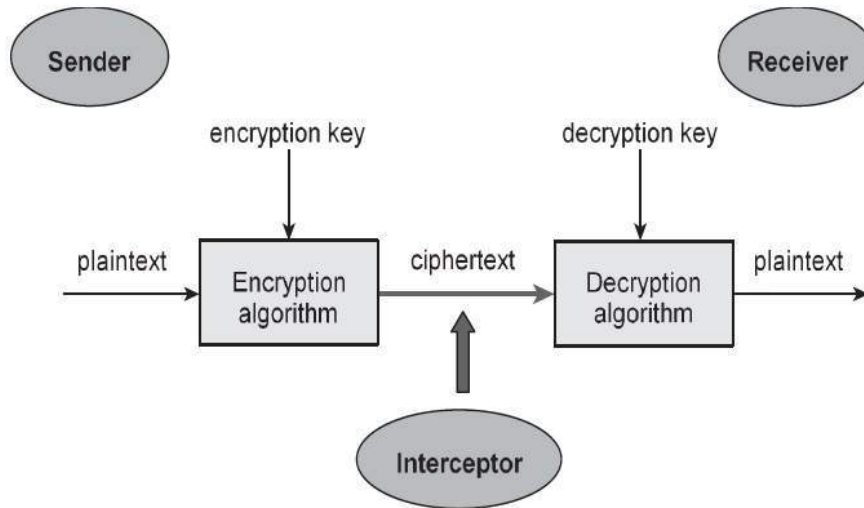 Sender
Receiver
encryption key
decryption key
plaintext
Encryption
algorithm
ciphertext
Decryption
algorithm
plaintext
Interceptor